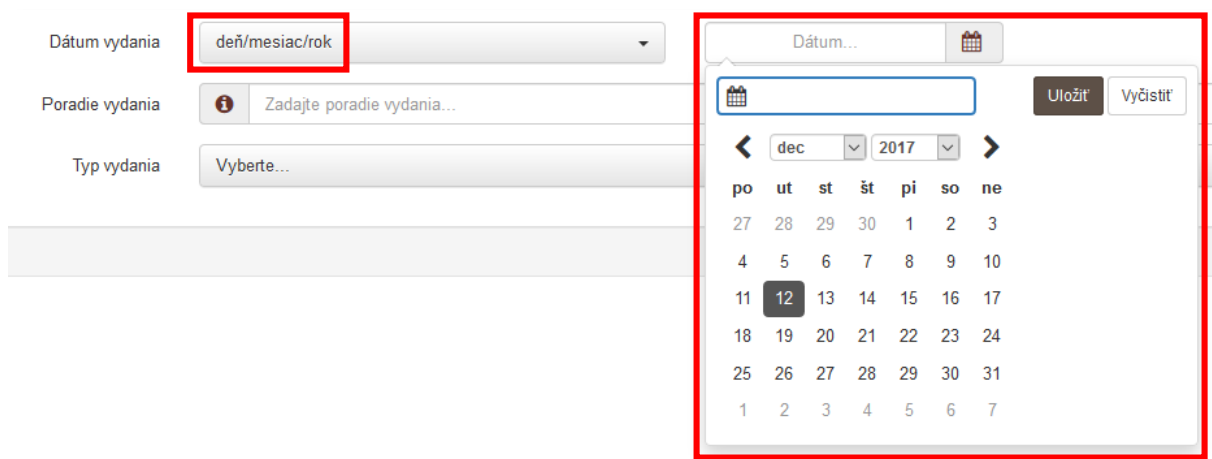 Dátum vydania deň/mesiac/rok Dátum...
Poradie vydania Zadajte poradie vydania... Uložiť Vyčistiť
dec 2017
Typ vydania Vyberte...
po ut st št pi so ne
27 28 29 30 1 2 3
4 5 6 7 8 9 10
11 12 13 14 15 16 17
18 19 20 21 22 23 24
25 26 27 28 29 30 31
1 2 3 4 5 6 7